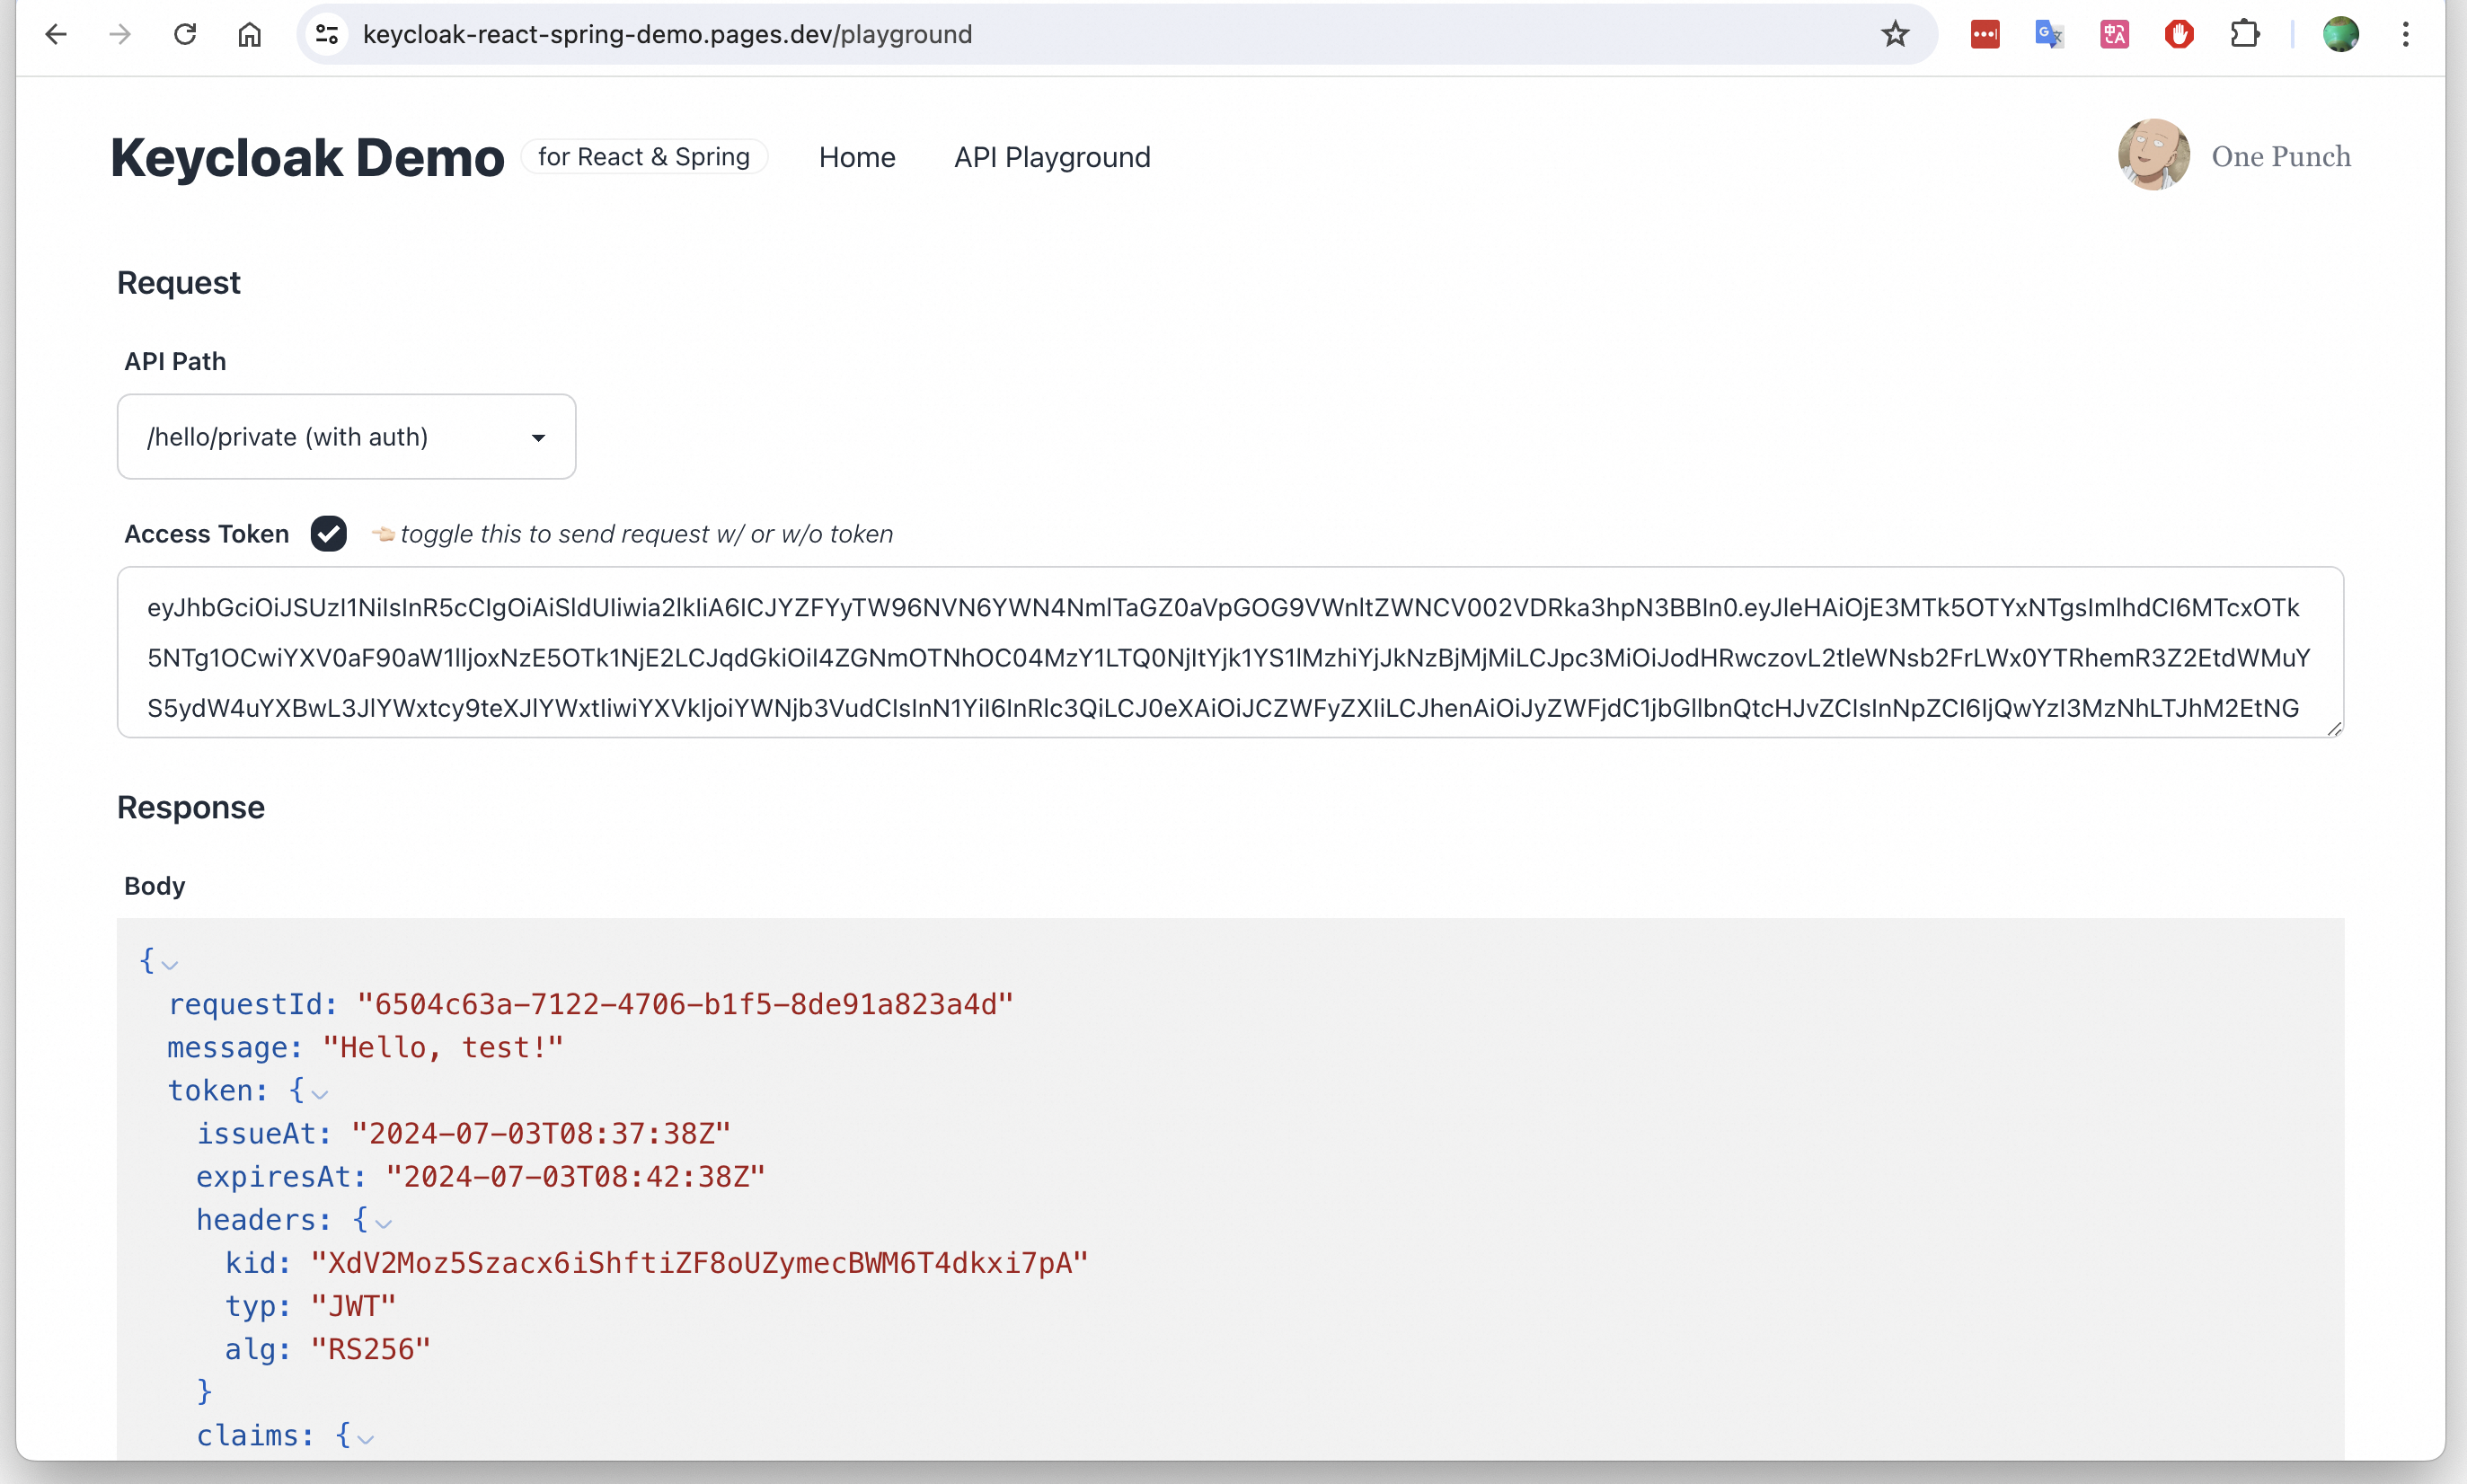 keycloak-react-spring-demo.pages.dev/playground
Keycloak Demo for React & Spring Home API Playground One Punch
Request
API Path
/hello/private (with auth)
Access Token 👈🏻 toggle this to send request w/ or w/o token
eyJhbGciOiJSUzI1NiIsInR5cCIgOiAiSldUIiwia2lkIiA6ICJYZFYyTW96NVN6YWN4NmlTaGZ0aVpGOG9VWnltZWNCV002VDRka3hpN3BBIn0.eyJleHAiOjE3MTk5OTYxNTgsImlhdCI6MTcxOTk
5NTg1OCwiYXV0aF90aW1lIjoxNzE5OTk1NjE2LCJqdGkiOiI4ZGNmOTNhOC04MzY1LTQ0NjItYjk1YS1lMzhiYjJkNzBjMjMiLCJpc3MiOiJodHRwczovL2tleWNsb2FrLWx0YTRhemR3Z2EtdWMuY
S5ydW4uYXBwL3JlYWxtcy9teXJlYWxtIiwiYXVkIjoiYWNjb3VudCIsInN1YiI6InRlc3QiLCJ0eXAiOiJCZWFyZXIiLCJhenAiOiJyZWFjdC1jbGllbnQtcHJvZCIsInNpZCI6IjQwYzI3MzNhLTJhM2EtNG
Response
Body
{
requestId: "6504c63a-7122-4706-b1f5-8de91a823a4d"
message: "Hello, test!"
token: {
issueAt: "2024-07-03T08:37:38Z"
expiresAt: "2024-07-03T08:42:38Z"
headers: {
kid: "XdV2Moz5Szacx6iShftiZF8oUZymecBWM6T4dkxi7pA"
typ: "JWT"
alg: "RS256"
}
claims: {